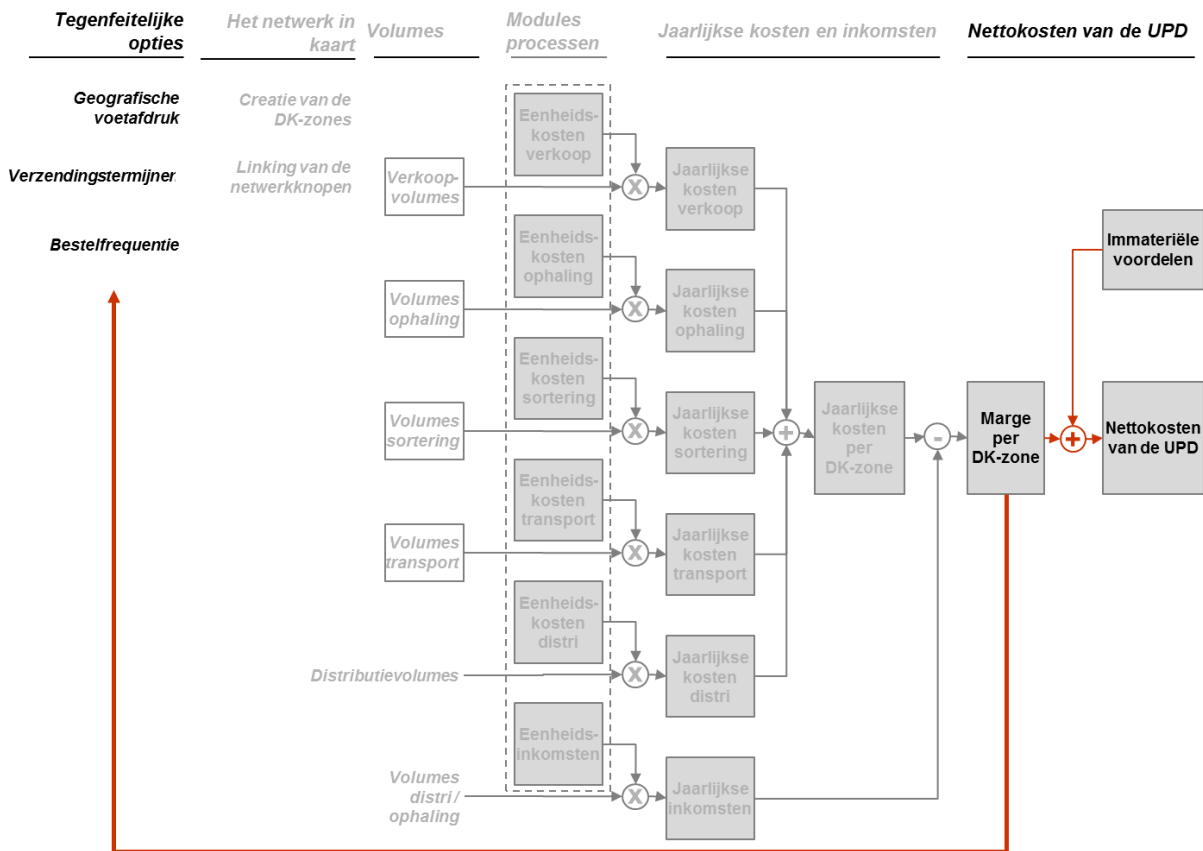 Tegenfeitelijke
opties
Het netwerk in
kaart
Volumes
Modules
processen
Jaarlijkse kosten en inkomsten
Nettokosten van de UPD
Geografische
voetafdruk
Verzendingstermijnen
Bestelfrequentie
Creatie van de
DK-zones
Linking van de
netwerkknopen
Verkoop-
volumes
Volumes
ophaling
Volumes
sortering
Volumes
transport
Distributievolumes
Volumes
distri /
ophaling
Eenheids-
kosten
verkoop
Eenheids-
kosten
ophaling
Eenheids-
kosten
sortering
Eenheids-
kosten
transport
Eenheids-
kosten
distri
Eenheids-
inkomsten
X
X
X
X
X
X
Jaarlijkse
kosten
verkoop
Jaarlijkse
kosten
ophaling
Jaarlijkse
kosten
sortering
Jaarlijkse
kosten
transport
Jaarlijkse
kosten
distri
Jaarlijkse
inkomsten
+
Jaarlijkse
kosten
per
DK-zone
-
Marge
per
DK-zone
+
Immateriële
voordelen
Nettokosten
van de UPD